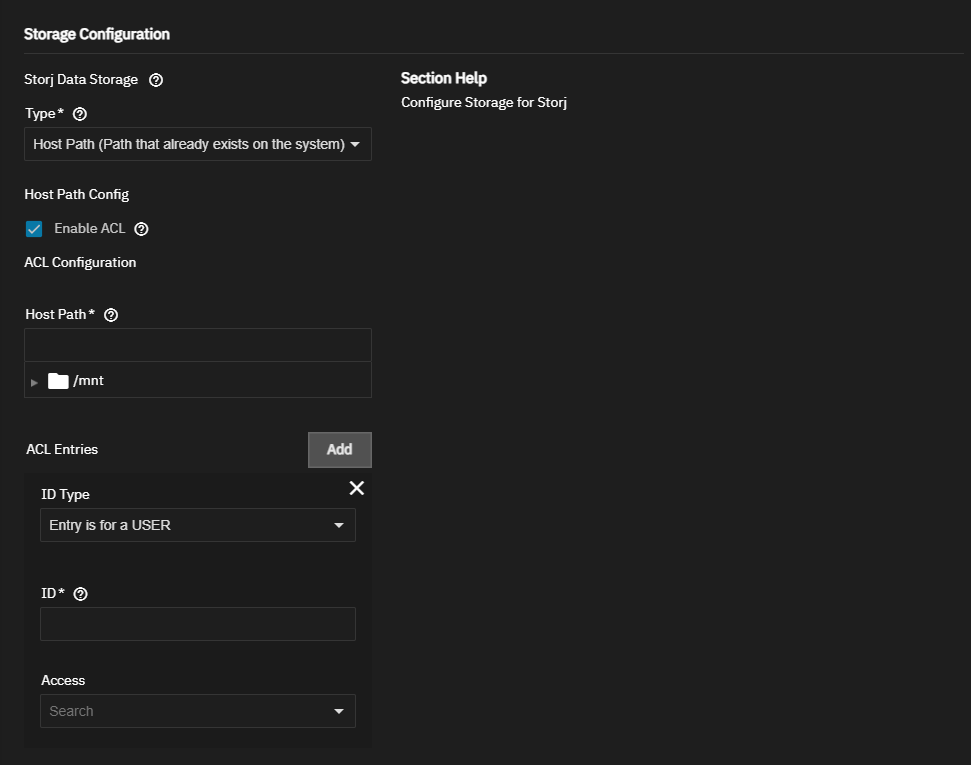 Storage Configuration
Storj Data Storage
Section Help
Configure Storage for Storj
Type*
Host Path (Path that already exists on the system)
Host Path Config
Enable ACL
ACL Configuration
Host Path*
/mnt
ACL Entries
Add
ID Type
Entry is for a USER
ID*
Access
Search